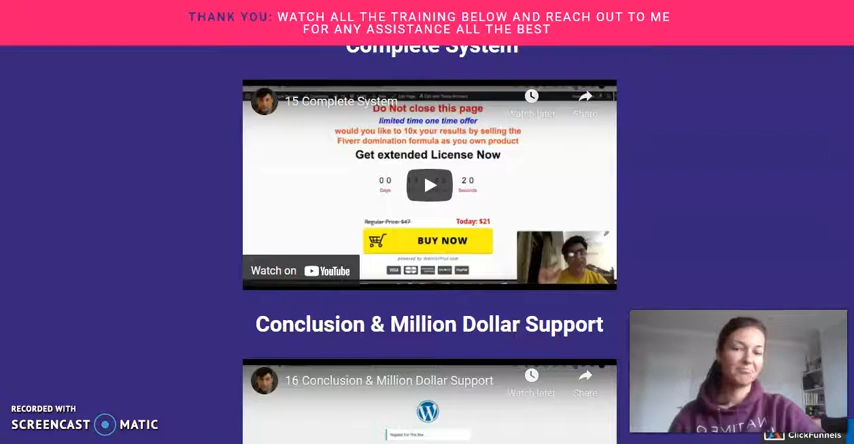 THANK YOU: WATCH ALL THE TRAINING BELOW AND REACH OUT TO ME
FOR ANY ASSISTANCE ALL THE BEST
Complete System
15 Complete System
Watch later
Share
Do Not close this page
limited time one time offer
would you like to 10x your results by selling the
Fiverr domination formula as you own product
Get extended License Now
00
20
Days
Seconds
Regular Price: $47
Today: $21
BUY NOW
VISA
PayPal
Watch on YouTube
Conclusion & Million Dollar Support
16 Conclusion & Million Dollar Support
Watch later
Share
RECORDED WITH
SCREENCAST MATIC
ClickFunnels